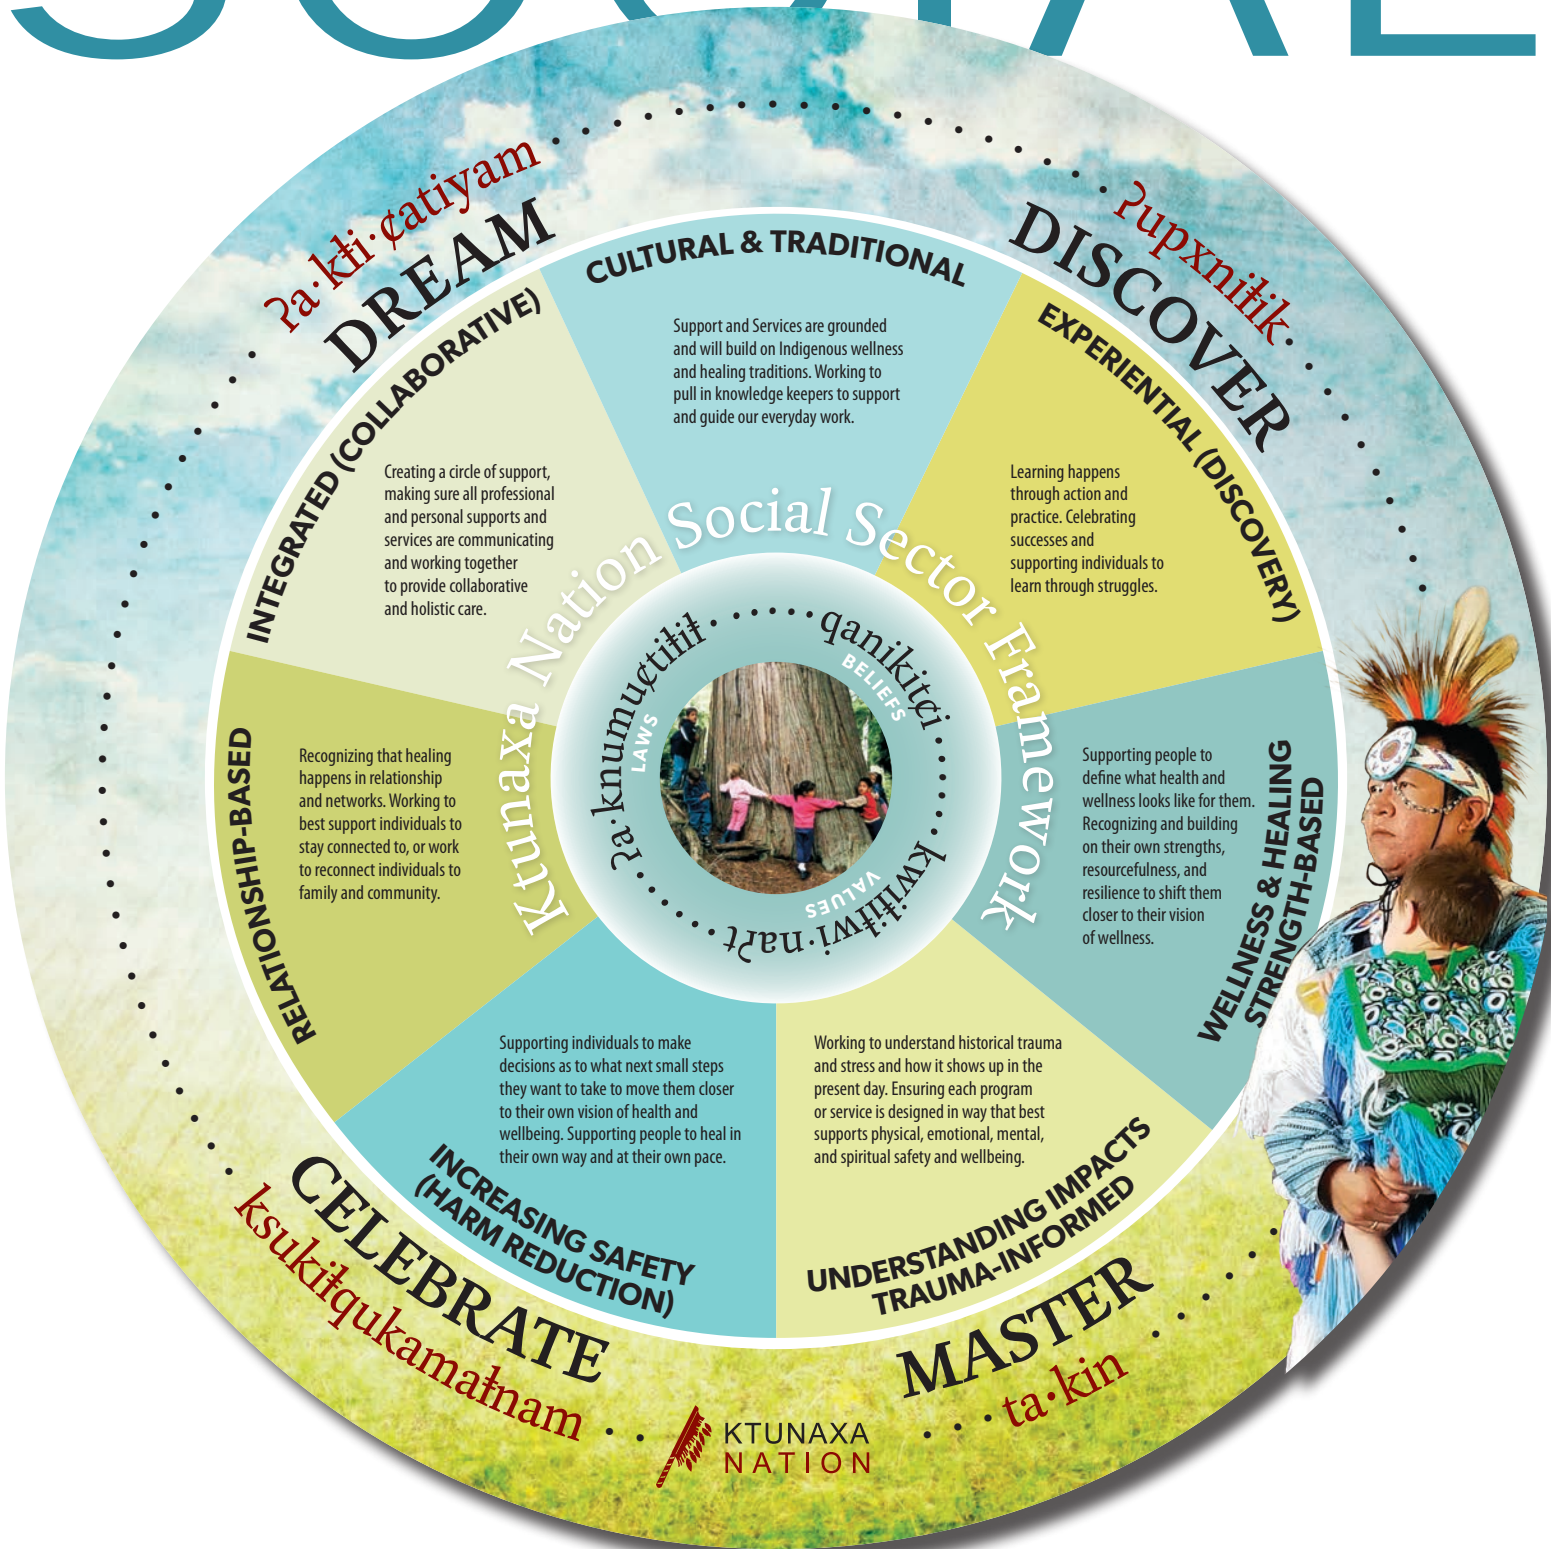 SOCIAL
ʔa·kⱡi·ȼatiyam
DREAM
ʔupxniⱡik
DISCOVER
CULTURAL & TRADITIONAL
Support and Services are grounded
and will build on Indigenous wellness
and healing traditions. Working to
pull in knowledge keepers to support
and guide our everyday work.
EXPERIENTIAL (DISCOVERY)
Learning happens
through action and
practice. Celebrating
successes and
supporting individuals to
learn through struggles.
WELLNESS & HEALING
STRENGTH-BASED
Supporting people to
define what health and
wellness looks like for them.
Recognizing and building
on their own strengths,
resourcefulness, and
resilience to shift them
closer to their vision
of wellness.
UNDERSTANDING IMPACTS
TRAUMA-INFORMED
Working to understand historical trauma
and stress and how it shows up in the
present day. Ensuring each program
or service is designed in way that best
supports physical, emotional, mental,
and spiritual safety and wellbeing.
INCREASING SAFETY
(HARM REDUCTION)
Supporting individuals to make
decisions as to what next small steps
they want to take to move them closer
to their own vision of health and
wellbeing. Supporting people to heal in
their own way and at their own pace.
RELATIONSHIP-BASED
Recognizing that healing
happens in relationship
and networks. Working to
best support individuals to
stay connected to, or work
to reconnect individuals to
family and community.
INTEGRATED (COLLABORATIVE)
Creating a circle of support,
making sure all professional
and personal supports and
services are communicating
and working together
to provide collaborative
and holistic care.
Ktunaxa Nation Social Sector Framework
ʔa·knumuȼtiⱡiⱡ
LAWS
qanikitȼi
BELIEFS
kwiⱡiⱡwi·naʔt
VALUES
CELEBRATE
ksukiⱡqukamaⱡnam
MASTER
ta·kin
KTUNAXA
NATION